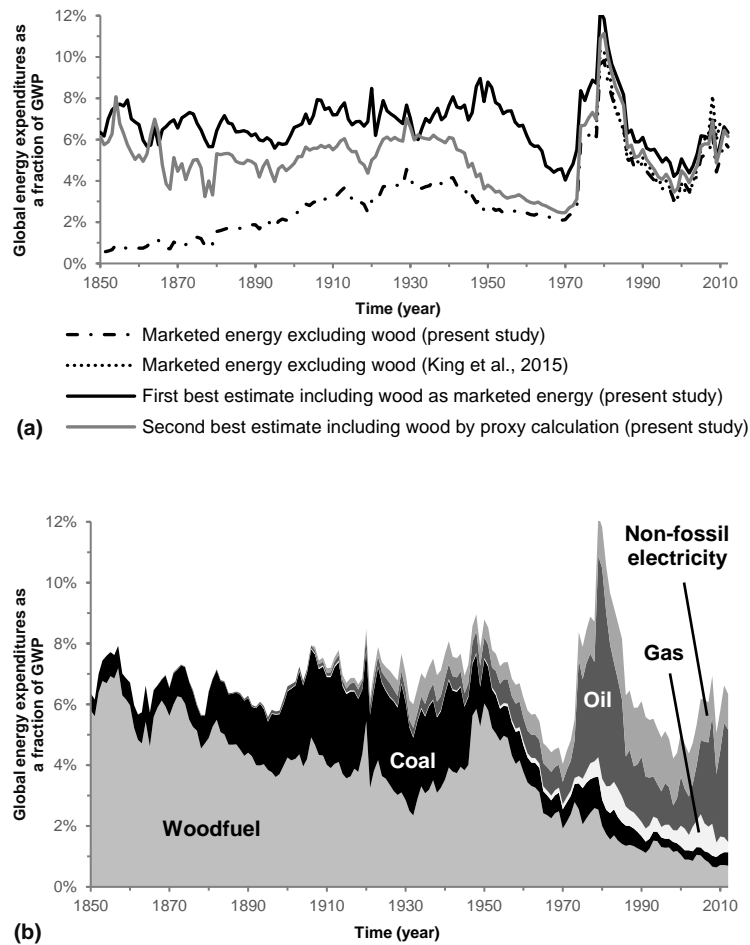 Global energy expenditures as
a fraction of GWP
12%
10%
8%
6%
4%
2%
0%
1850 1870 1890 1910 1930 1950 1970 1990 2010
Time (year)
Marketed energy excluding wood (present study)
Marketed energy excluding wood (King et al., 2015)
First best estimate including wood as marketed energy (present study)
(a)
Second best estimate including wood by proxy calculation (present study)
Global energy expenditures as
a fraction of GWP
12%
10%
8%
6%
4%
2%
0%
Non-fossil
electricity
Gas
Oil
Coal
Woodfuel
1850 1870 1890 1910 1930 1950 1970 1990 2010
Time (year)
(b)